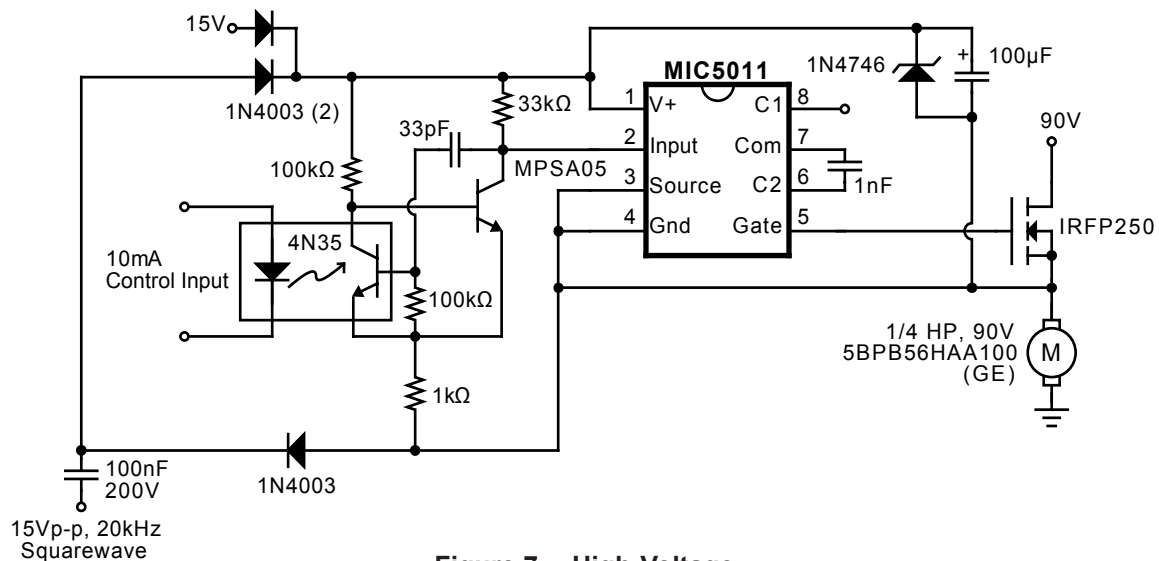 15V
1N4003 (2)
33pF
33kΩ
100kΩ
MPSA05
10mA
Control Input
4N35
100kΩ
1kΩ
1N4003
100nF
200V
15Vp-p, 20kHz
Squarewave
MIC5011
1 V+ C1 8
2 Input Com 7
3 Source C2 6
4 Gnd Gate 5
1nF
1N4746
+
100µF
90V
IRFP250
1/4 HP, 90V
5BPB56HAA100
(GE)
M